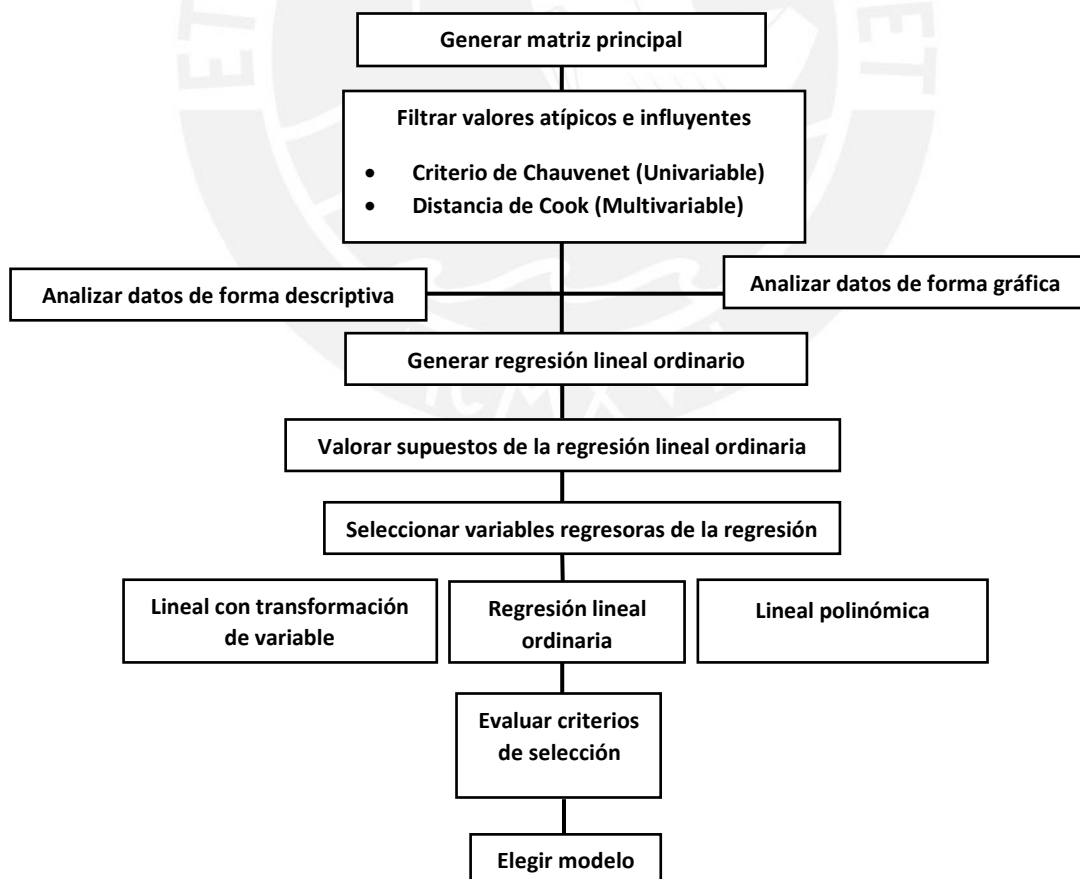 ET
ET
Generar matriz principal
Filtrar valores atípicos e influyentes
• Criterio de Chauvenet (Univariable)
• Distancia de Cook (Multivariable)
Analizar datos de forma descriptiva
Analizar datos de forma gráfica
Generar regresión lineal ordinario
Valorar supuestos de la regresión lineal ordinaria
Seleccionar variables regresoras de la regresión
Lineal con transformación
de variable
Regresión lineal
ordinaria
Lineal polinómica
Evaluar criterios
de selección
Elegir modelo